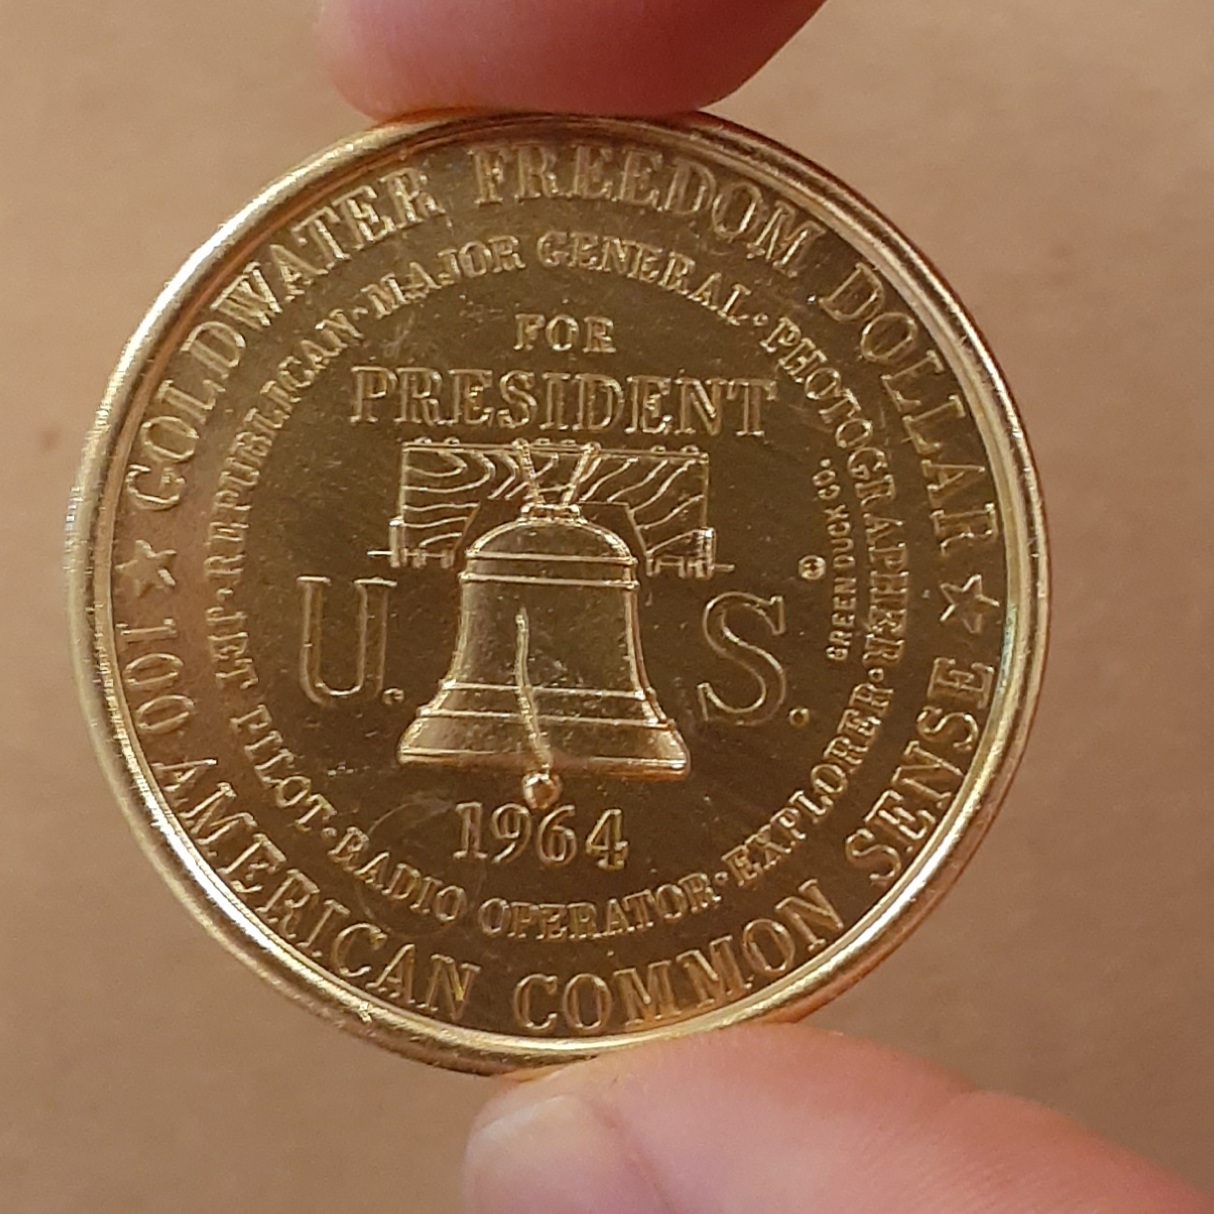 GOLDWATER FREEDOM DOLLAR
★ 100 AMERICAN COMMON SENSE ★
REPUBLICAN·MAJOR GENERAL·PHOTOGRAPHER·EXPLORER·RADIO OPERATOR·JET PILOT·
FOR
PRESIDENT
U. S.
1964
© GREEN DUCK CO.